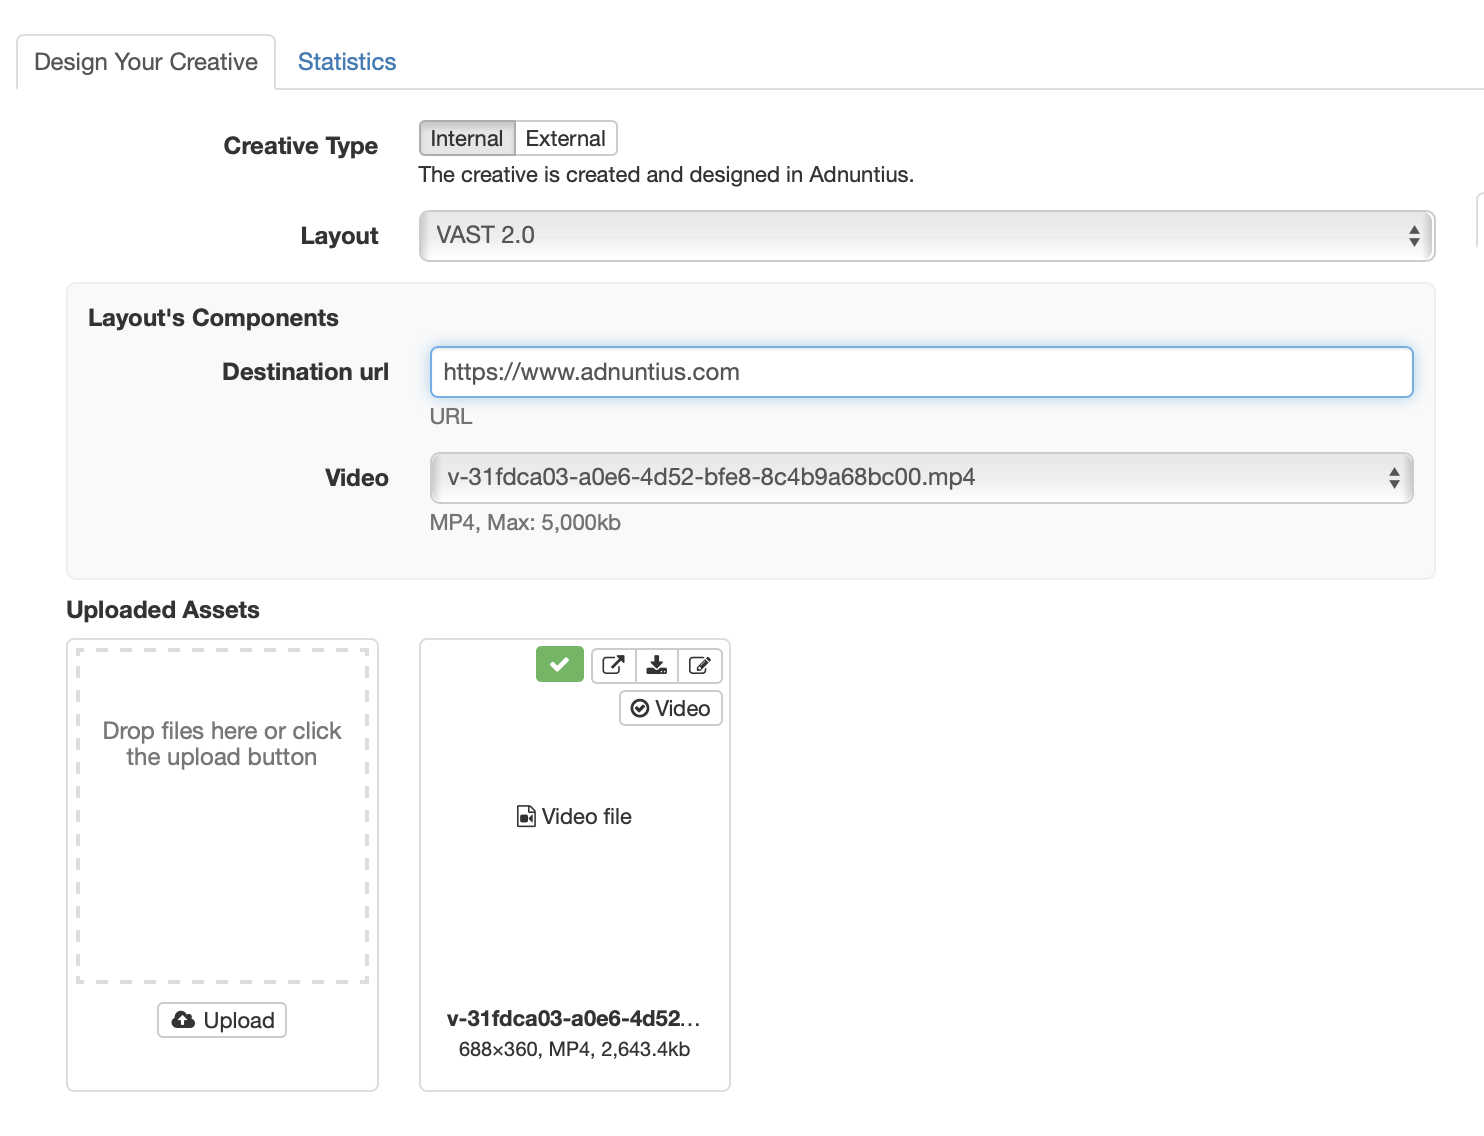 Design Your Creative
Statistics
Creative Type
Internal
External
The creative is created and designed in Adnuntius.
Layout
VAST 2.0
Layout's Components
Destination url
https://www.adnuntius.com
URL
Video
v-31fdca03-a0e6-4d52-bfe8-8c4b9a68bc00.mp4
MP4, Max: 5,000kb
Uploaded Assets
Drop files here or click
the upload button
Upload
Video
Video file
v-31fdca03-a0e6-4d52...
688×360, MP4, 2,643.4kb